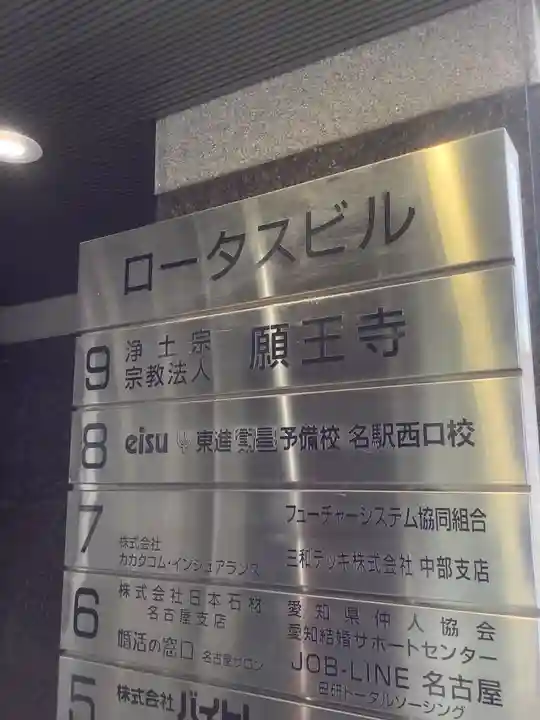 ロータスビル
9 浄土宗 宗教法人 願王寺
8 eisu 東進衛星予備校 名駅西口校
7 フューチャーシステム協同組合
株式会社
カカクコム・インシュアランス 三和テッキ株式会社 中部支店
6 株式会社日本石材 名古屋支店 愛知県仲人協会
愛知結婚サポートセンター
婚活の窓口 名古屋サロン JOB-LINE 名古屋
日研トータルソーシング
5 株式会社